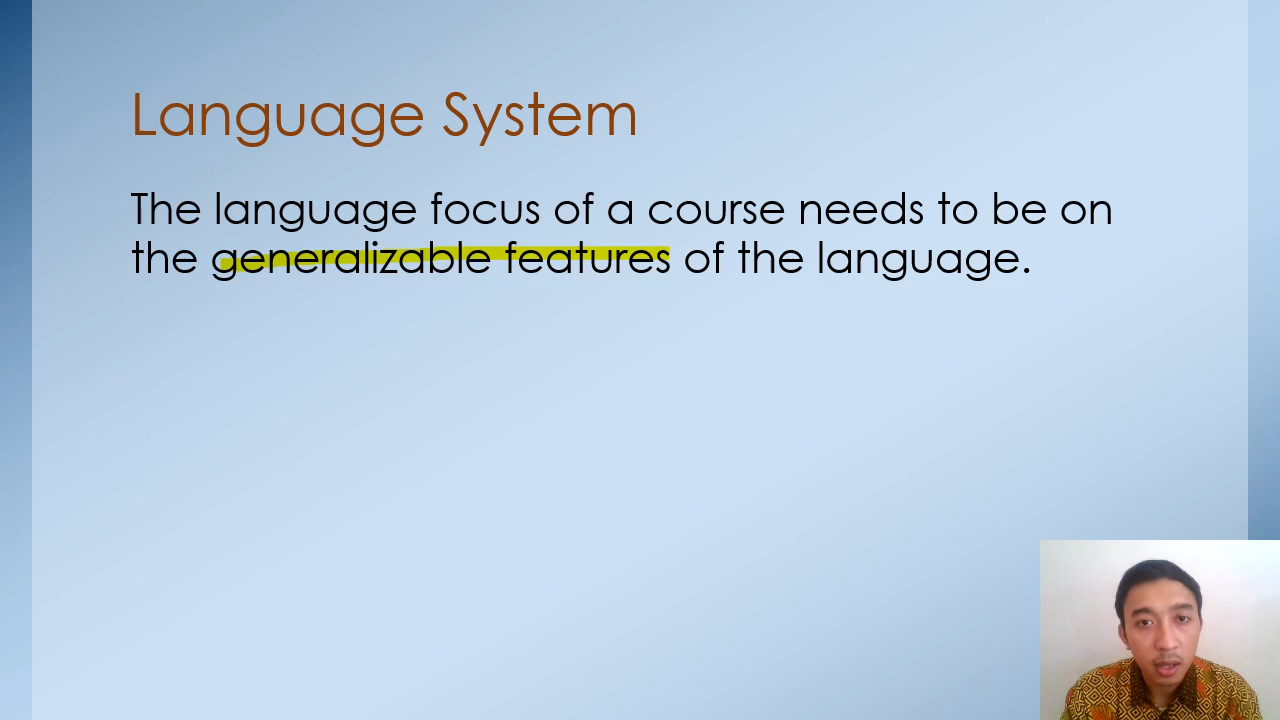 Language System
The language focus of a course needs to be on
the generalizable features of the language.